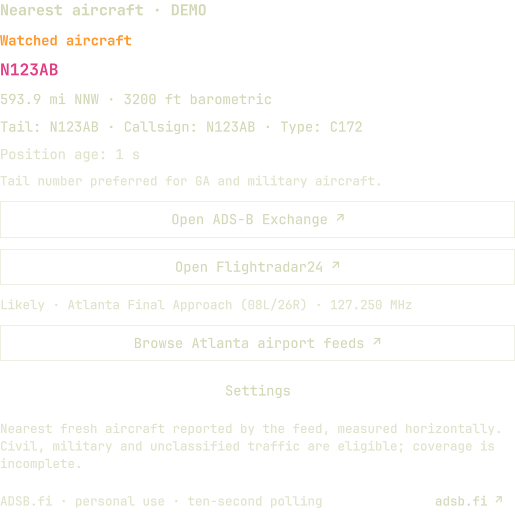 Nearest aircraft · DEMO
Watched aircraft
N123AB
593.9 mi NNW · 3200 ft barometric
Tail: N123AB · Callsign: N123AB · Type: C172
Position age: 1 s
Tail number preferred for GA and military aircraft.
Open ADS-B Exchange ↗
Open Flightradar24 ↗
Likely · Atlanta Final Approach (08L/26R) · 127.250 MHz
Browse Atlanta airport feeds ↗
Settings
Nearest fresh aircraft reported by the feed, measured horizontally.
Civil, military and unclassified traffic are eligible; coverage is
incomplete.
ADSB.fi · personal use · ten-second polling adsb.fi ↗